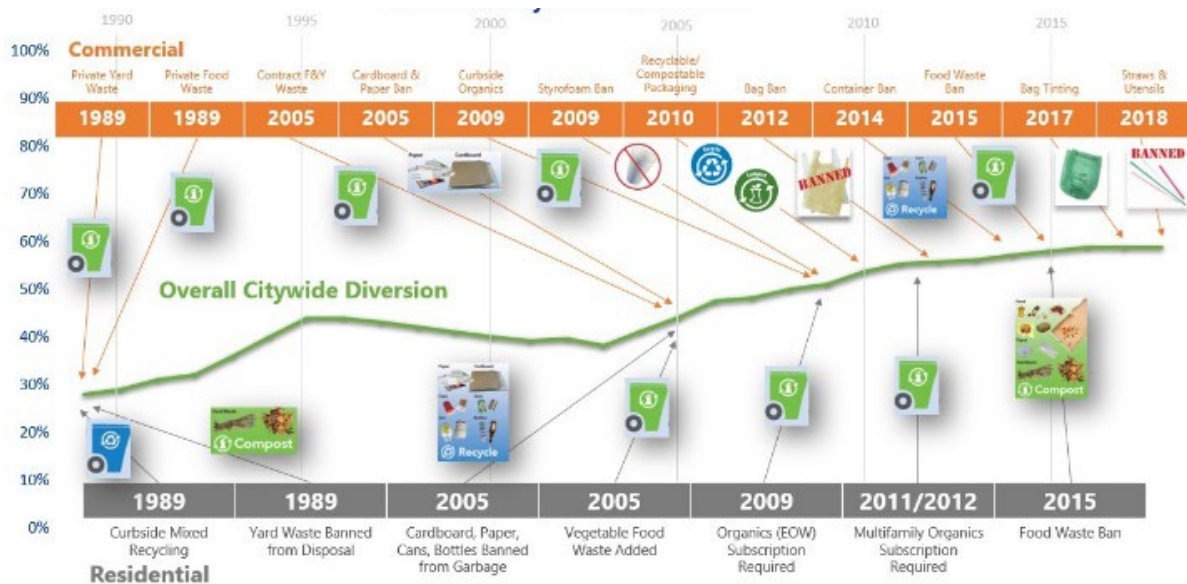 1990 1995 2000 2005 2010 2015
100%
90%
80%
70%
60%
50%
40%
30%
20%
10%
0%
Commercial
Private Yard
Waste
Private Food
Waste
Contract F&Y
Waste
Cardboard &
Paper Ban
Curbside
Organics
Styrofoam Ban
Recyclable/
Compostable
Packaging
Bag Ban
Container Ban
Food Waste
Ban
Bag Tinting
Straws &
Utensils
1989 1989 2005 2005 2009 2009 2010 2012 2014 2015 2017 2018
Paper Cardboard
BANNED
Recycle
BANNED
Overall Citywide Diversion
Compost
Paper Cardboard
Recycle
Compost
1989 1989 2005 2005 2009 2011/2012 2015
Curbside Mixed
Recycling
Yard Waste Banned
from Disposal
Cardboard, Paper,
Cans, Bottles Banned
from Garbage
Vegetable Food
Waste Added
Organics (EOW)
Subscription
Required
Multifamily Organics
Subscription
Required
Food Waste Ban
Residential